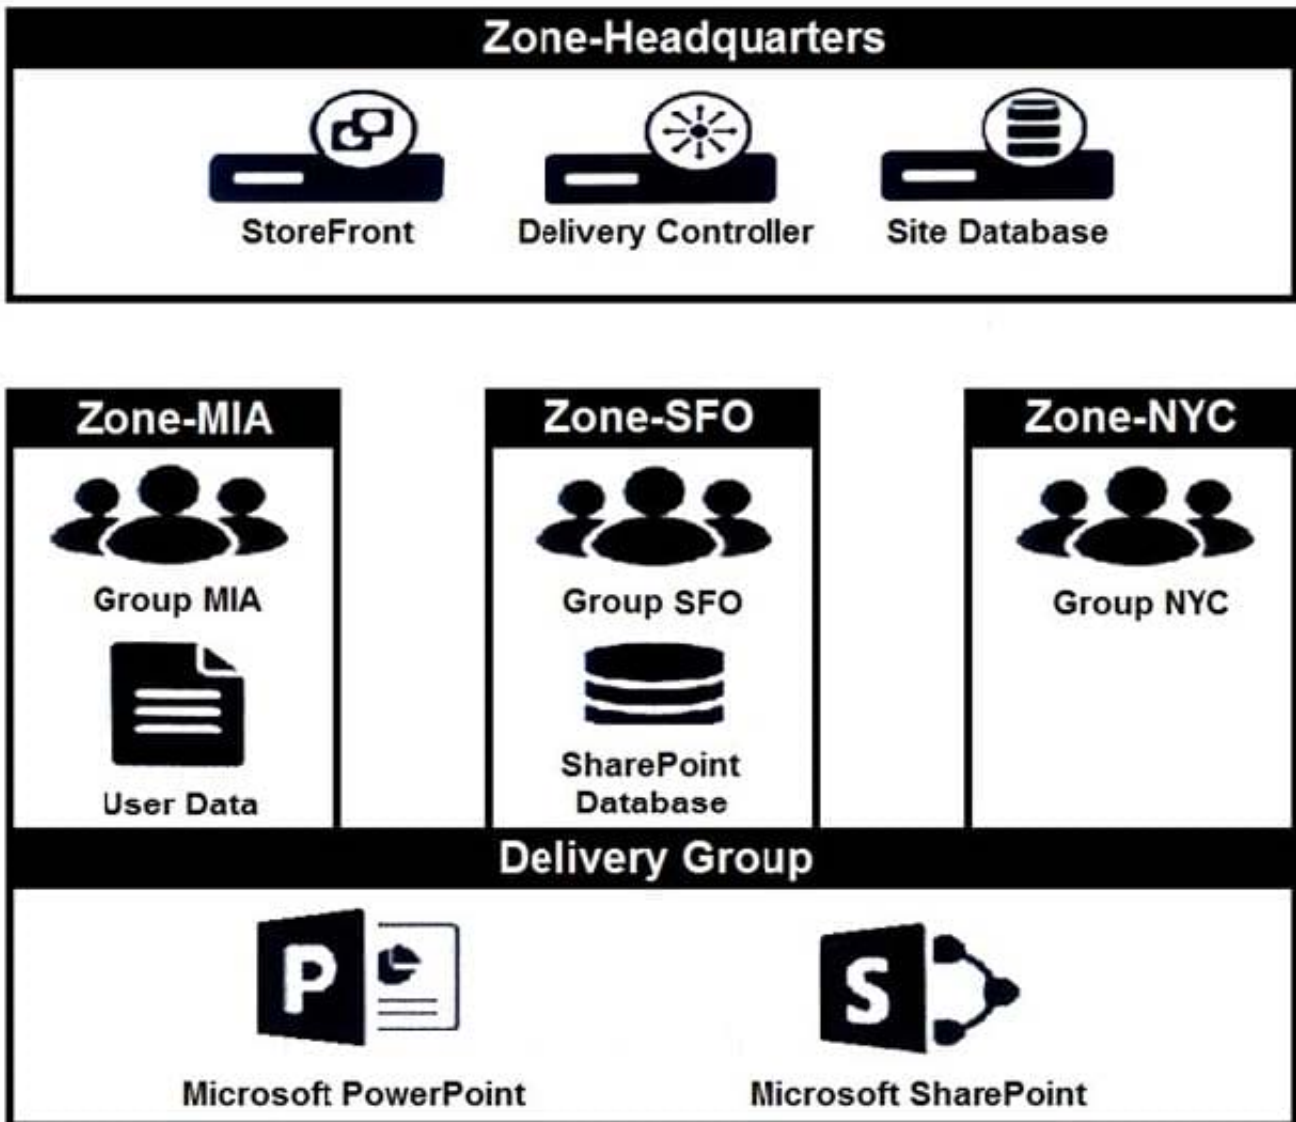 Zone-Headquarters
StoreFront
Delivery Controller
Site Database
Zone-MIA
Zone-SFO
Zone-NYC
Group MIA
Group SFO
Group NYC
User Data
SharePoint
Database
Delivery Group
P
S
Microsoft PowerPoint
Microsoft SharePoint